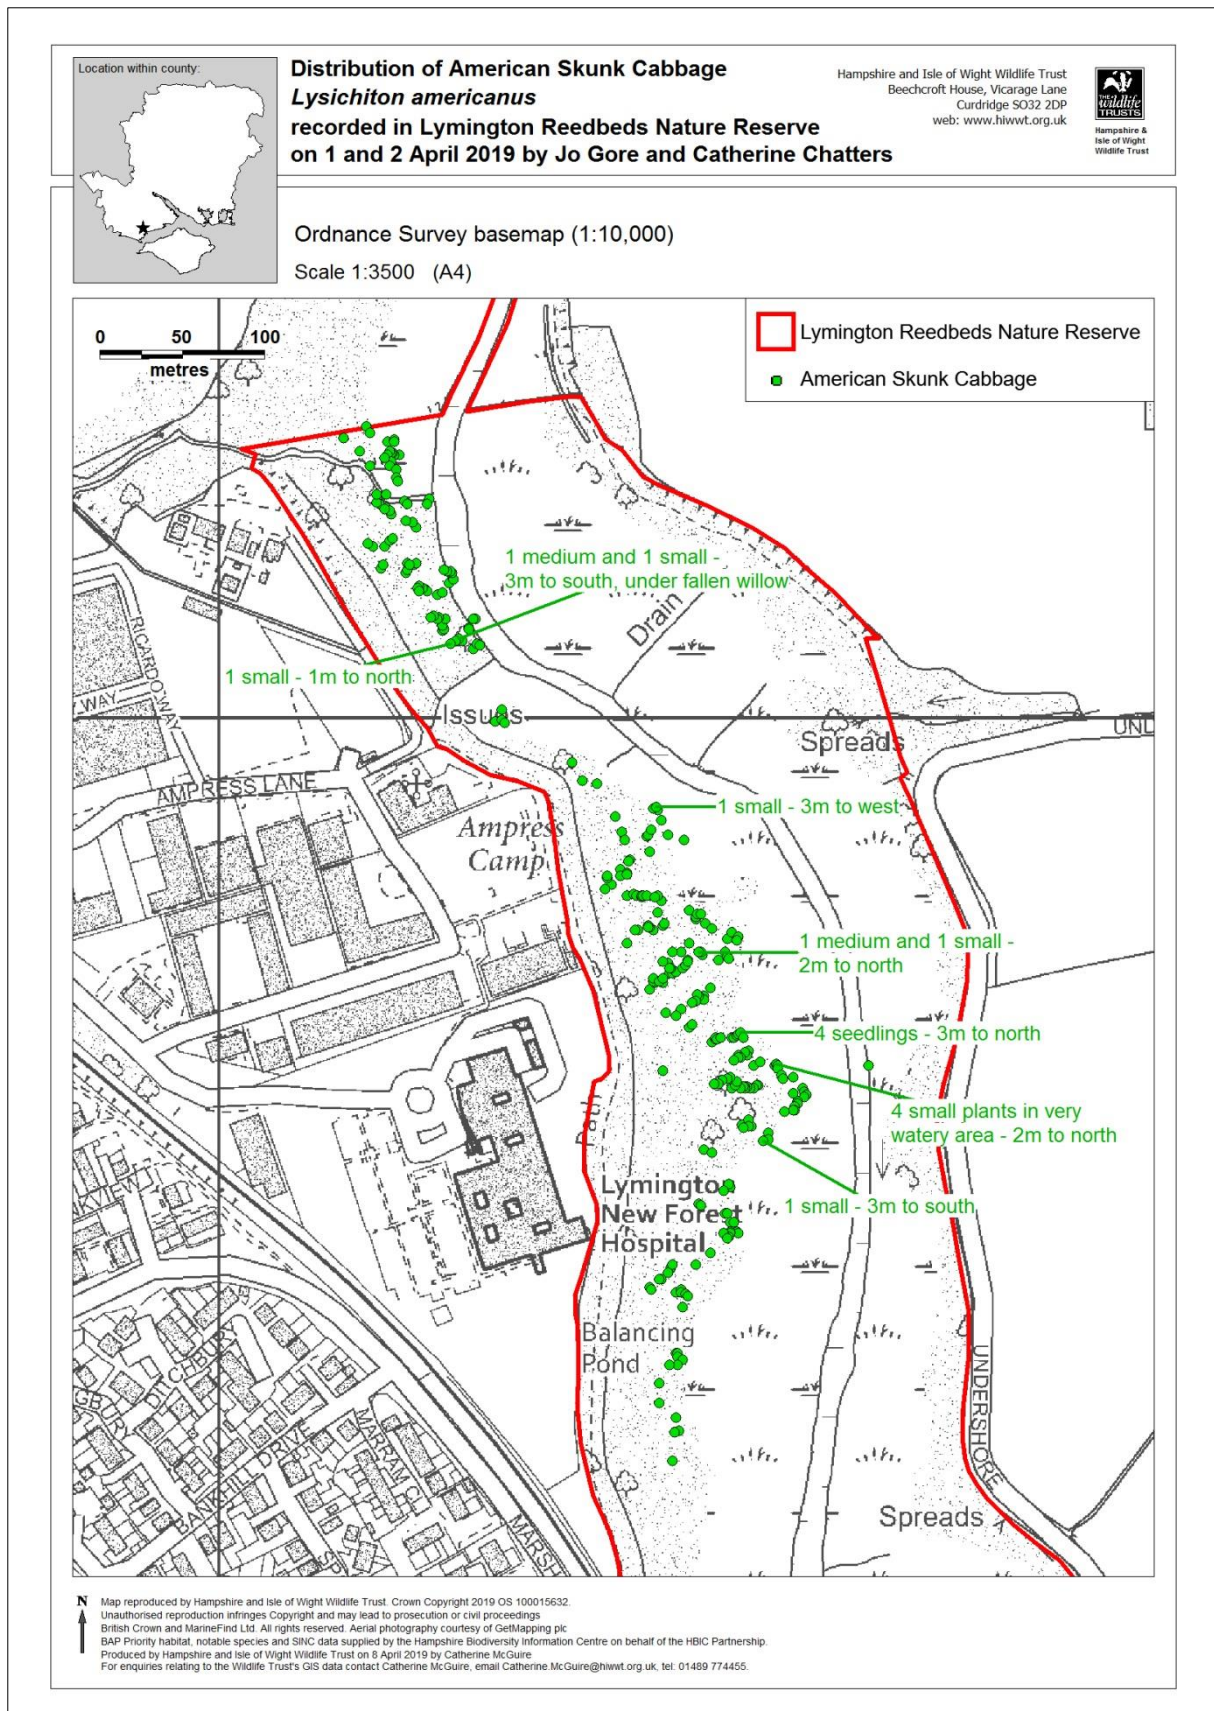 Location within county:
Distribution of American Skunk Cabbage
Lysichiton americanus
recorded in Lymington Reedbeds Nature Reserve
on 1 and 2 April 2019 by Jo Gore and Catherine Chatters
Hampshire and Isle of Wight Wildlife Trust
Beechcroft House, Vicarage Lane
Curdridge SO32 2DP
web: www.hiwwt.org.uk
THE
wildlife
TRUSTS
Hampshire &
Isle of Wight
Wildlife Trust
Ordnance Survey basemap (1:10,000)
Scale 1:3500 (A4)
0 50 100
metres
Lymington Reedbeds Nature Reserve
American Skunk Cabbage
1 medium and 1 small -
3m to south, under fallen willow
Drain
RICARDO WAY
1 small - 1m to north
WAY
Issues
Spreads
UNL
AMPRESS LANE
1 small - 3m to west
Ampress
Camp
1 medium and 1 small -
2m to north
4 seedlings - 3m to north
4 small plants in very
watery area - 2m to north
Path
Lymington
New Forest
Hospital
1 small - 3m to south
Balancing
Pond
UNDERSHORE
DITCHBURY
MARRAM CL
DRIVE
MARSH
Spreads
N
Map reproduced by Hampshire and Isle of Wight Wildlife Trust. Crown Copyright 2019 OS 100015632.
Unauthorised reproduction infringes Copyright and may lead to prosecution or civil proceedings
British Crown and MarineFind Ltd. All rights reserved. Aerial photography courtesy of GetMapping plc
BAP Priority habitat, notable species and SINC data supplied by the Hampshire Biodiversity Information Centre on behalf of the HBIC Partnership.
Produced by Hampshire and Isle of Wight Wildlife Trust on 8 April 2019 by Catherine McGuire
For enquiries relating to the Wildlife Trust's GIS data contact Catherine McGuire, email Catherine.McGuire@hiwwt.org.uk, tel: 01489 774455.